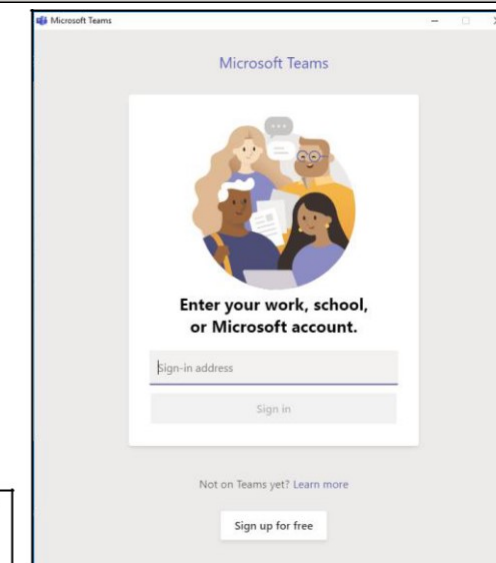 Microsoft Teams
Microsoft Teams
Enter your work, school,
or Microsoft account.
Sign-in address
Sign in
Not on Teams yet? Learn more
Sign up for free